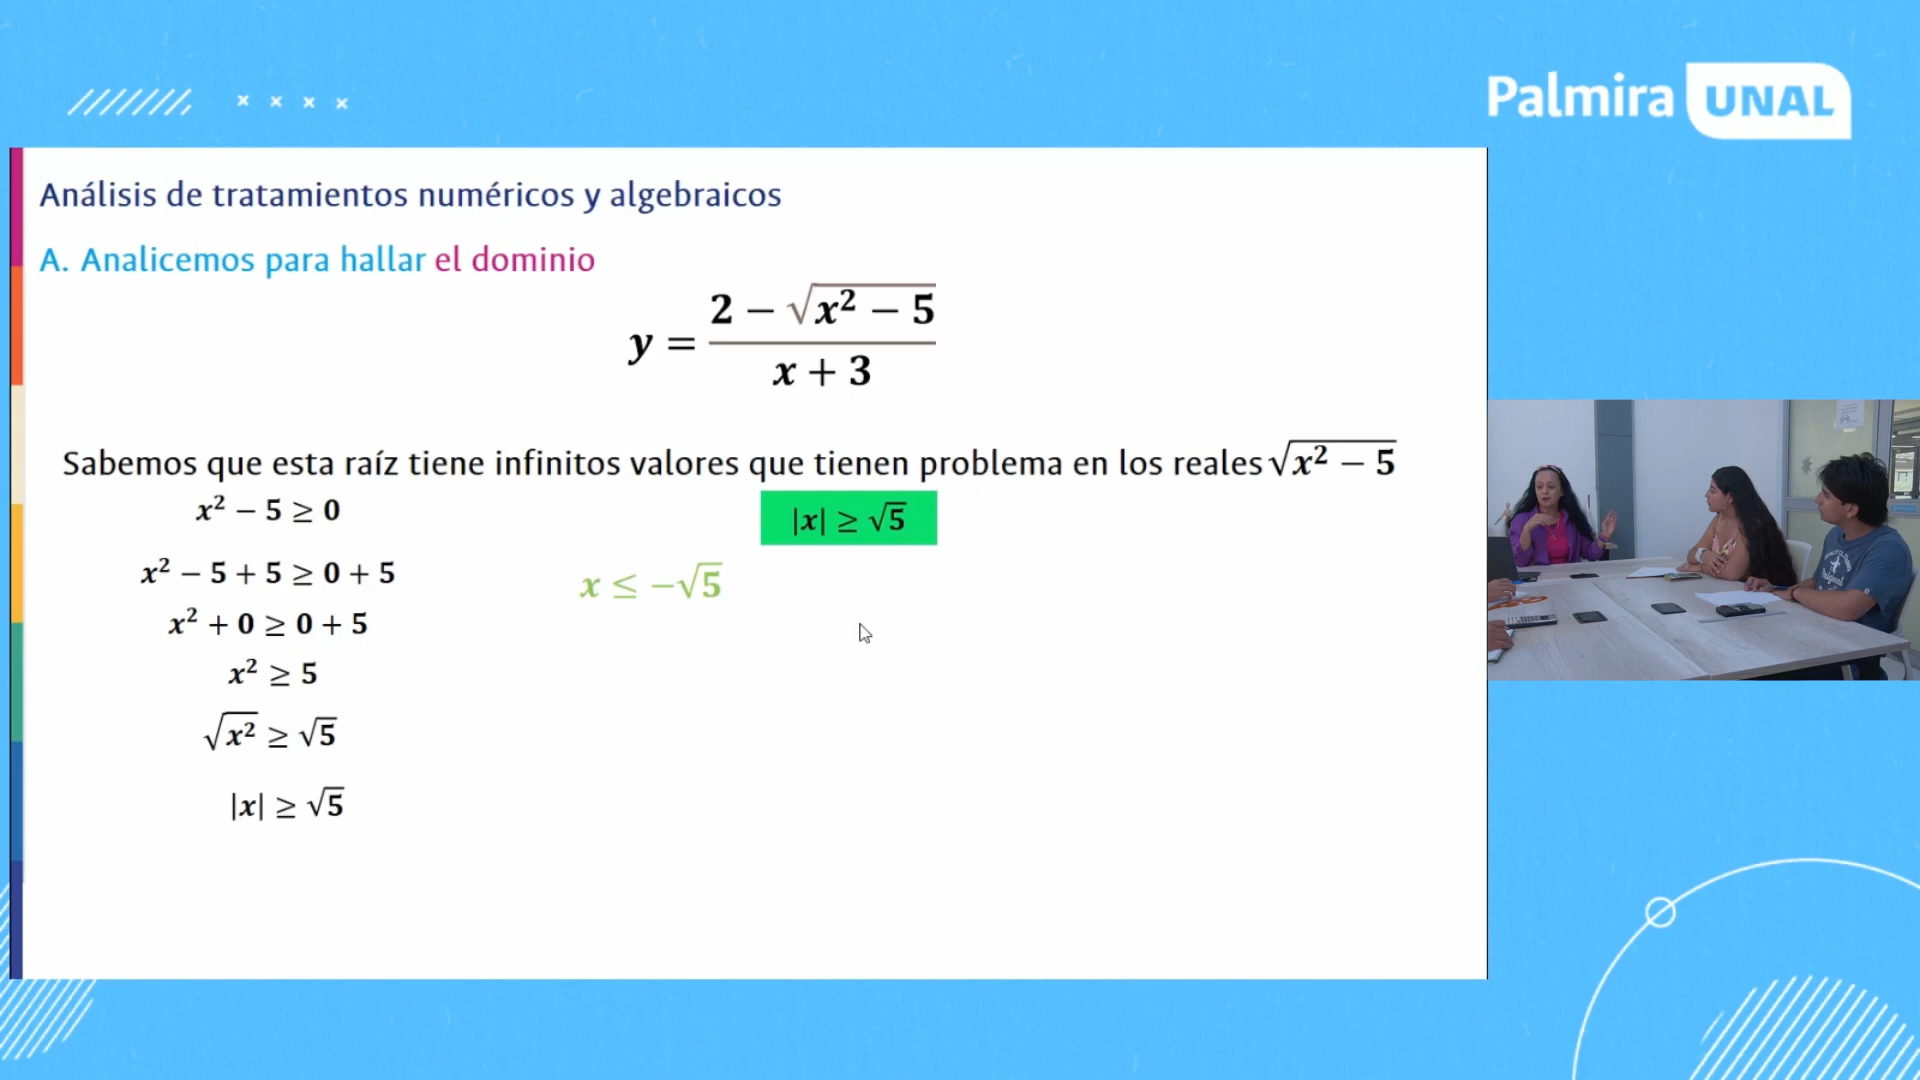 Palmira UNAL
Análisis de tratamientos numéricos y algebraicos
A. Analicemos para hallar el dominio
y = (2 − √(x² − 5)) / (x + 3)
Sabemos que esta raíz tiene infinitos valores que tienen problema en los reales √(x² − 5)
x² − 5 ≥ 0
|x| ≥ √5
x² − 5 + 5 ≥ 0 + 5
x ≤ −√5
x² + 0 ≥ 0 + 5
x² ≥ 5
√(x²) ≥ √5
|x| ≥ √5